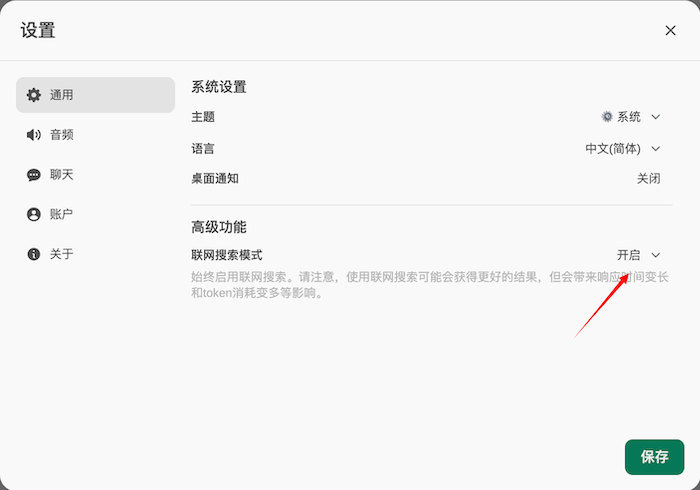 设置
通用
音频
聊天
账户
关于
系统设置
主题 系统
语言 中文(简体)
桌面通知 关闭
高级功能
联网搜索模式 开启
始终启用联网搜索。请注意，使用联网搜索可能会获得更好的结果，但会带来响应时间变长
和token消耗变多等影响。
保存